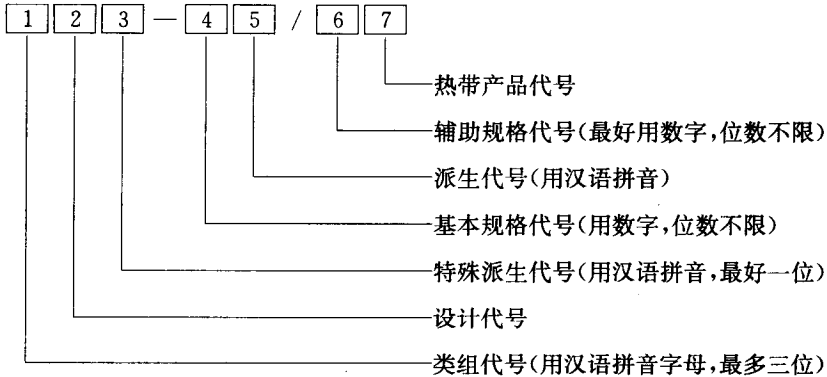 1 2 3 — 4 5 / 6 7
热带产品代号
辅助规格代号(最好用数字,位数不限)
派生代号(用汉语拼音)
基本规格代号(用数字,位数不限)
特殊派生代号(用汉语拼音,最好一位)
设计代号
类组代号(用汉语拼音字母,最多三位)